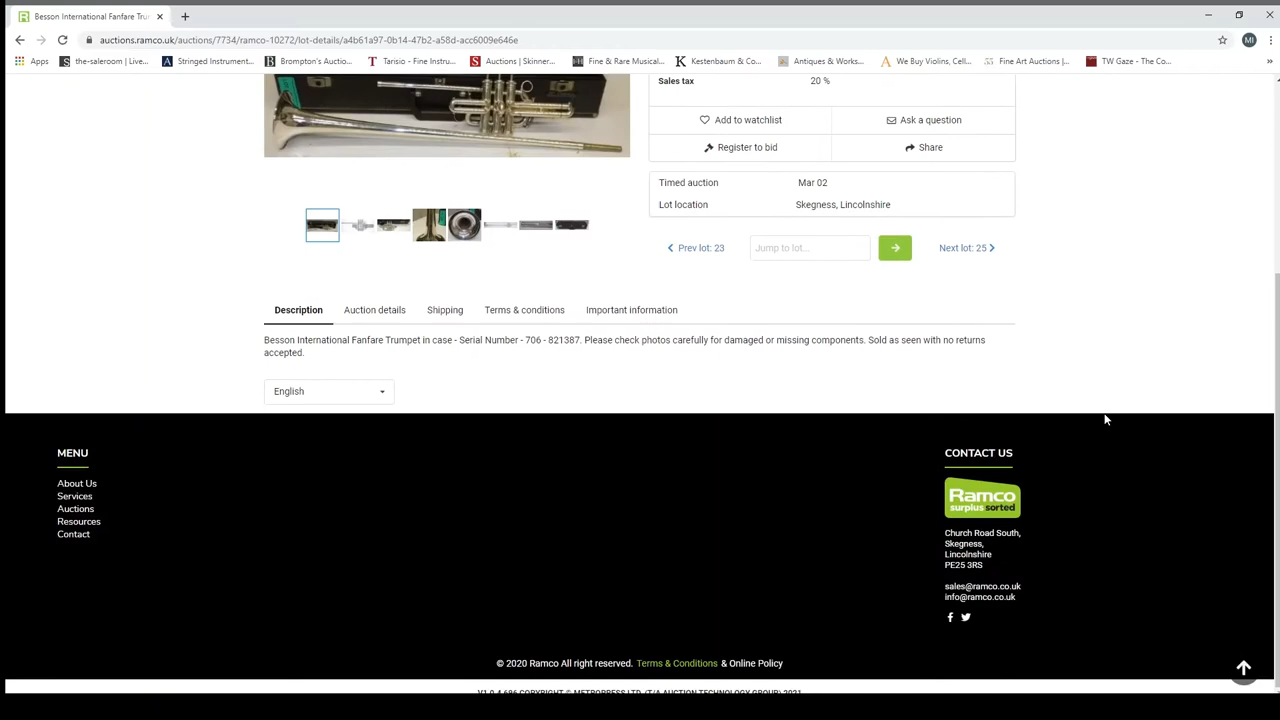 Besson International Fanfare Tru
auctions.ramco.uk/auctions/7734/ramco-10272/lot-details/a4b61a97-0b14-47b2-a58d-acc6009e646e
MI
Apps
the-saleroom | Live...
Stringed Instrument...
Brompton's Auctio...
Tarisio - Fine Instru...
Auctions | Skinner...
Fine & Rare Musical...
Kestenbaum & Co...
Antiques & Works...
We Buy Violins, Cell...
Fine Art Auctions |...
TW Gaze - The Co...
Sales tax 20 %
Add to watchlist
Ask a question
Register to bid
Share
Timed auction Mar 02
Lot location Skegness, Lincolnshire
Prev lot: 23
Jump to lot...
Next lot: 25
Description Auction details Shipping Terms & conditions Important information
Besson International Fanfare Trumpet in case - Serial Number - 706 - 821387. Please check photos carefully for damaged or missing components. Sold as seen with no returns
accepted.
English
MENU
About Us
Services
Auctions
Resources
Contact
CONTACT US
Ramco
surplus sorted
Church Road South,
Skegness,
Lincolnshire
PE25 3RS
sales@ramco.co.uk
info@ramco.co.uk
© 2020 Ramco All right reserved. Terms & Conditions & Online Policy
V1.0.4.696 COPYRIGHT © METROPRESS LTD. (T/A AUCTION TECHNOLOGY GROUP) 2021